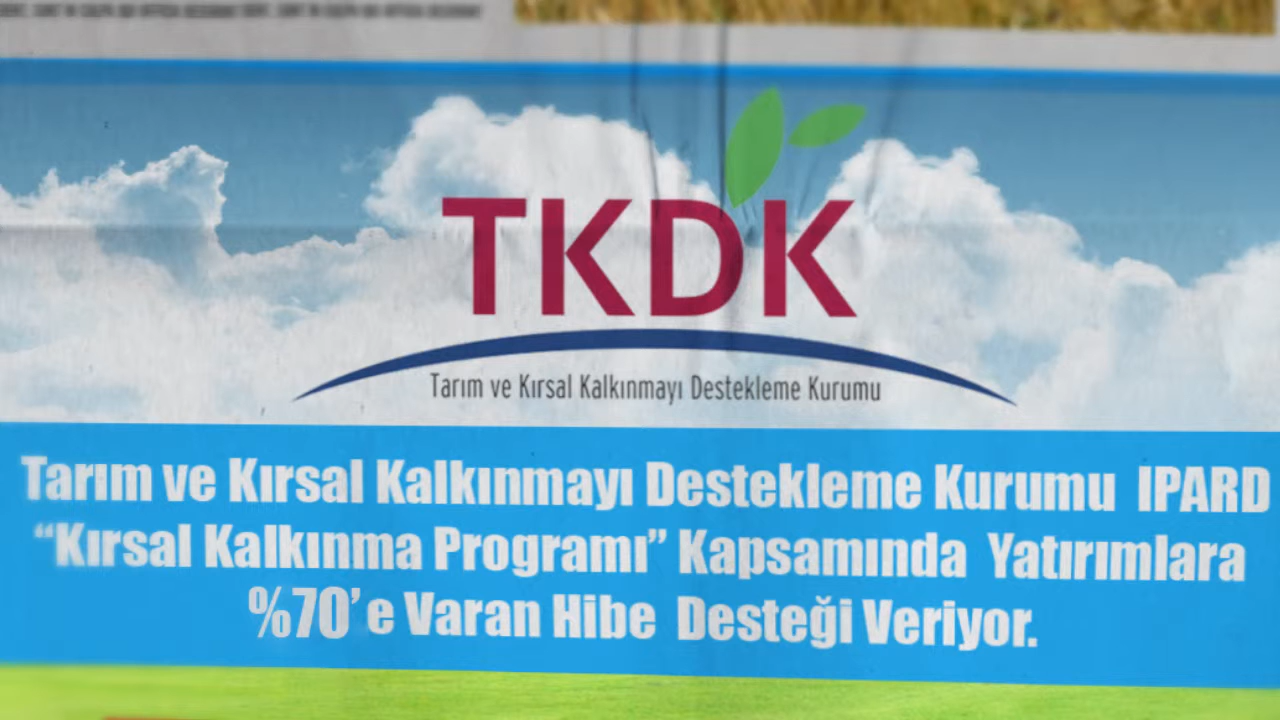 TKDK
Tarım ve Kırsal Kalkınmayı Destekleme Kurumu
Tarım ve Kırsal Kalkınmayı Destekleme Kurumu IPARD
“Kırsal Kalkınma Programı” Kapsamında Yatırımlara
%70’e Varan Hibe Desteği Veriyor.